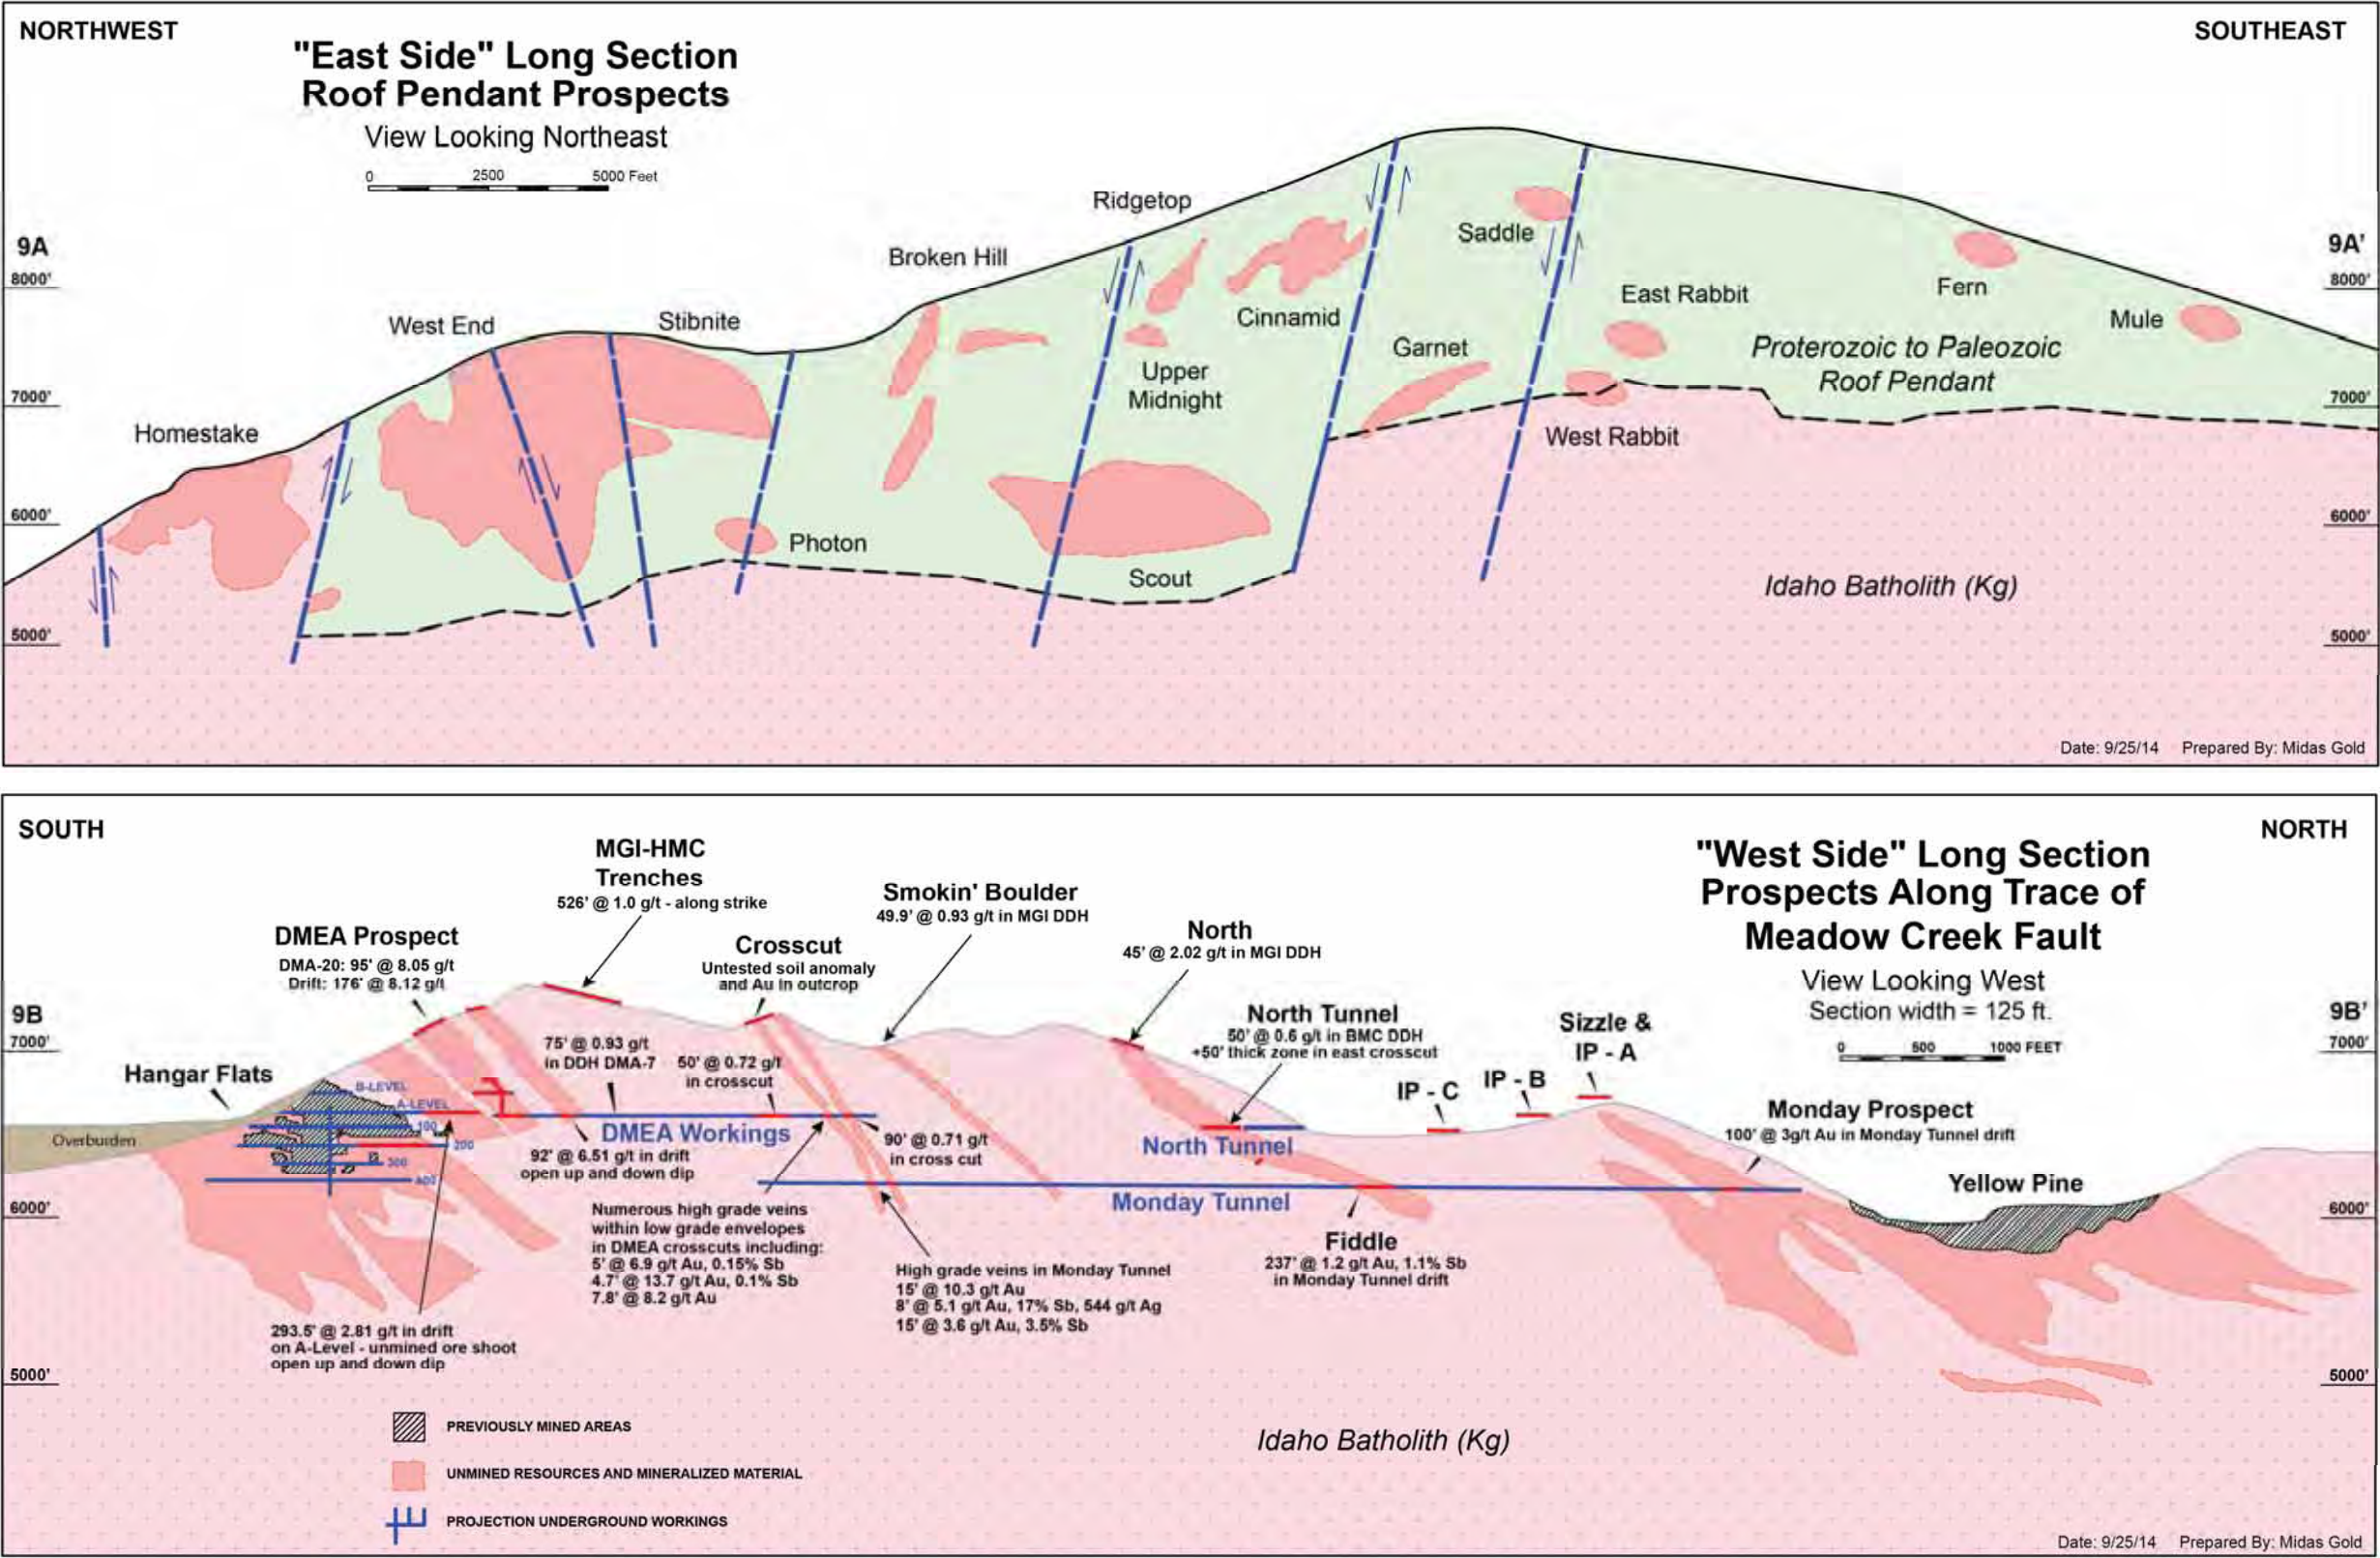 NORTHWEST
SOUTHEAST
"East Side" Long Section
Roof Pendant Prospects
View Looking Northeast
0 2500 5000 Feet
Ridgetop
Broken Hill
Saddle
9A
9A'
8000'
8000'
West End
Stibnite
Cinnamid
East Rabbit
Fern
Mule
Garnet
Upper
Midnight
Proterozoic to Paleozoic
Roof Pendant
7000'
7000'
Homestake
West Rabbit
6000'
6000'
Photon
Scout
Idaho Batholith (Kg)
5000'
5000'
Date: 9/25/14 Prepared By: Midas Gold
SOUTH
NORTH
"West Side" Long Section
Prospects Along Trace of
Meadow Creek Fault
View Looking West
Section width = 125 ft.
0 500 1000 FEET
MGI-HMC
Trenches
526' @ 1.0 g/t - along strike
Smokin' Boulder
49.9' @ 0.93 g/t in MGI DDH
DMEA Prospect
DMA-20: 95' @ 8.05 g/t
Drift: 176' @ 8.12 g/t
Crosscut
Untested soil anomaly
and Au in outcrop
North
45' @ 2.02 g/t in MGI DDH
9B
9B'
7000'
7000'
North Tunnel
50' @ 0.6 g/t in BMC DDH
+50' thick zone in east crosscut
Sizzle &
IP - A
IP - B
IP - C
Hangar Flats
75' @ 0.93 g/t
in DDH DMA-7
50' @ 0.72 g/t
in crosscut
B-LEVEL
A-LEVEL
100
200
300
Overburden
DMEA Workings
North Tunnel
Monday Prospect
100' @ 3g/t Au in Monday Tunnel drift
92' @ 6.51 g/t in drift
open up and down dip
90' @ 0.71 g/t
in cross cut
Yellow Pine
Monday Tunnel
6000'
6000'
Numerous high grade veins
within low grade envelopes
in DMEA crosscuts including:
5' @ 6.9 g/t Au, 0.15% Sb
4.7' @ 13.7 g/t Au, 0.1% Sb
7.8' @ 8.2 g/t Au
High grade veins in Monday Tunnel
15' @ 10.3 g/t Au
8' @ 5.1 g/t Au, 17% Sb, 544 g/t Ag
15' @ 3.6 g/t Au, 3.5% Sb
Fiddle
237' @ 1.2 g/t Au, 1.1% Sb
in Monday Tunnel drift
293.5' @ 2.81 g/t in drift
on A-Level - unmined ore shoot
open up and down dip
5000'
5000'
PREVIOUSLY MINED AREAS
UNMINED RESOURCES AND MINERALIZED MATERIAL
PROJECTION UNDERGROUND WORKINGS
Idaho Batholith (Kg)
Date: 9/25/14 Prepared By: Midas Gold